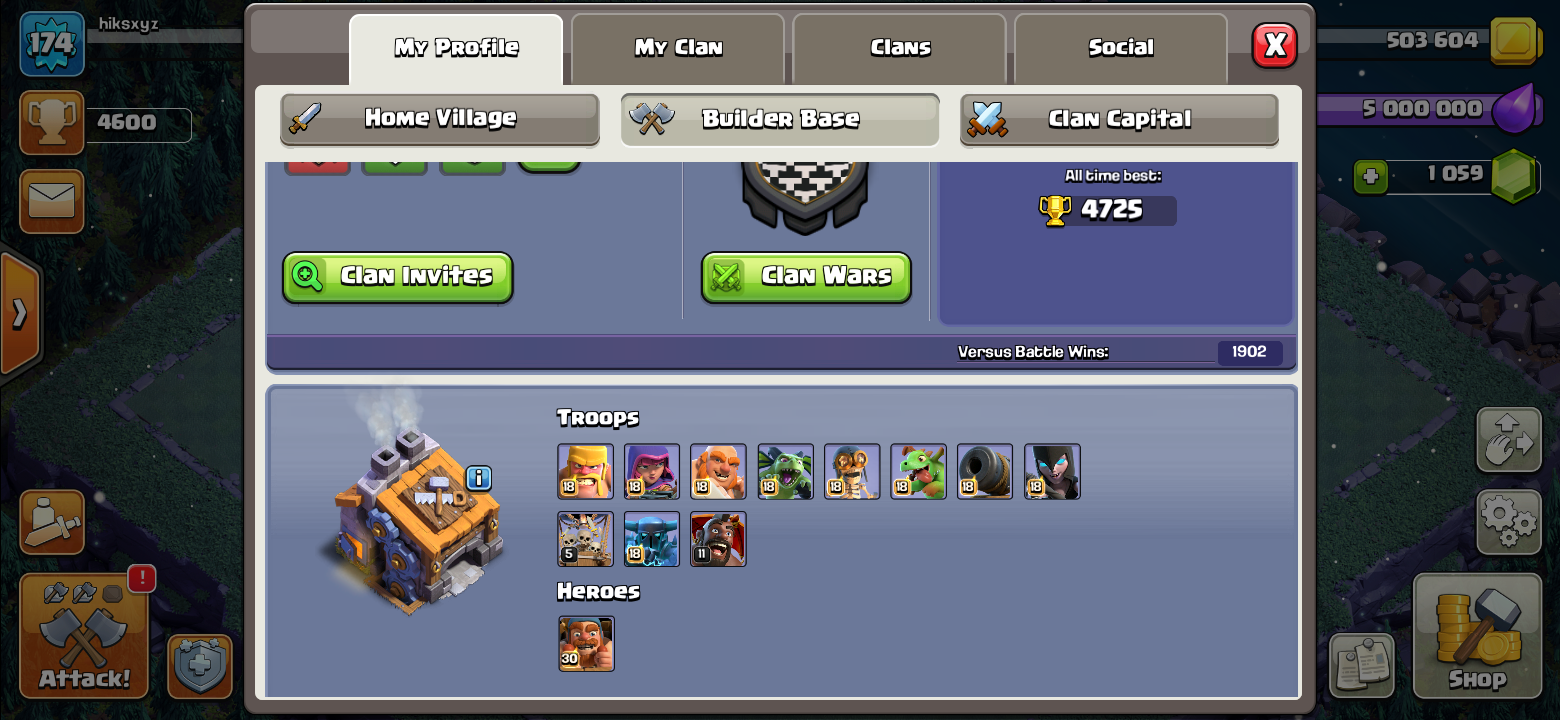 174
hiksxyz
4600
My Profile
My Clan
Clans
Social
X
503 604
5 000 000
1 059
Home Village
Builder Base
Clan Capital
All time best:
4725
Clan Invites
Clan Wars
Versus Battle Wins:
1902
Troops
18
18
18
18
18
18
18
18
5
18
11
Heroes
30
i
!
Attack!
Shop